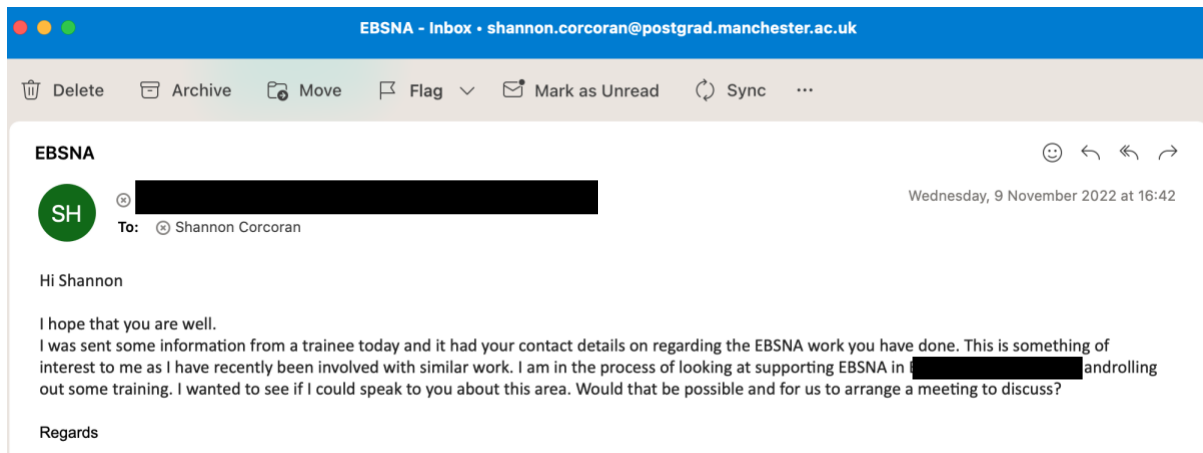 EBSNA - Inbox • shannon.corcoran@postgrad.manchester.ac.uk
Delete Archive Move Flag Mark as Unread Sync ...
EBSNA
SH
Wednesday, 9 November 2022 at 16:42
To: Shannon Corcoran
Hi Shannon
I hope that you are well.
I was sent some information from a trainee today and it had your contact details on regarding the EBSNA work you have done. This is something of
interest to me as I have recently been involved with similar work. I am in the process of looking at supporting EBSNA in androlling
out some training. I wanted to see if I could speak to you about this area. Would that be possible and for us to arrange a meeting to discuss?
Regards